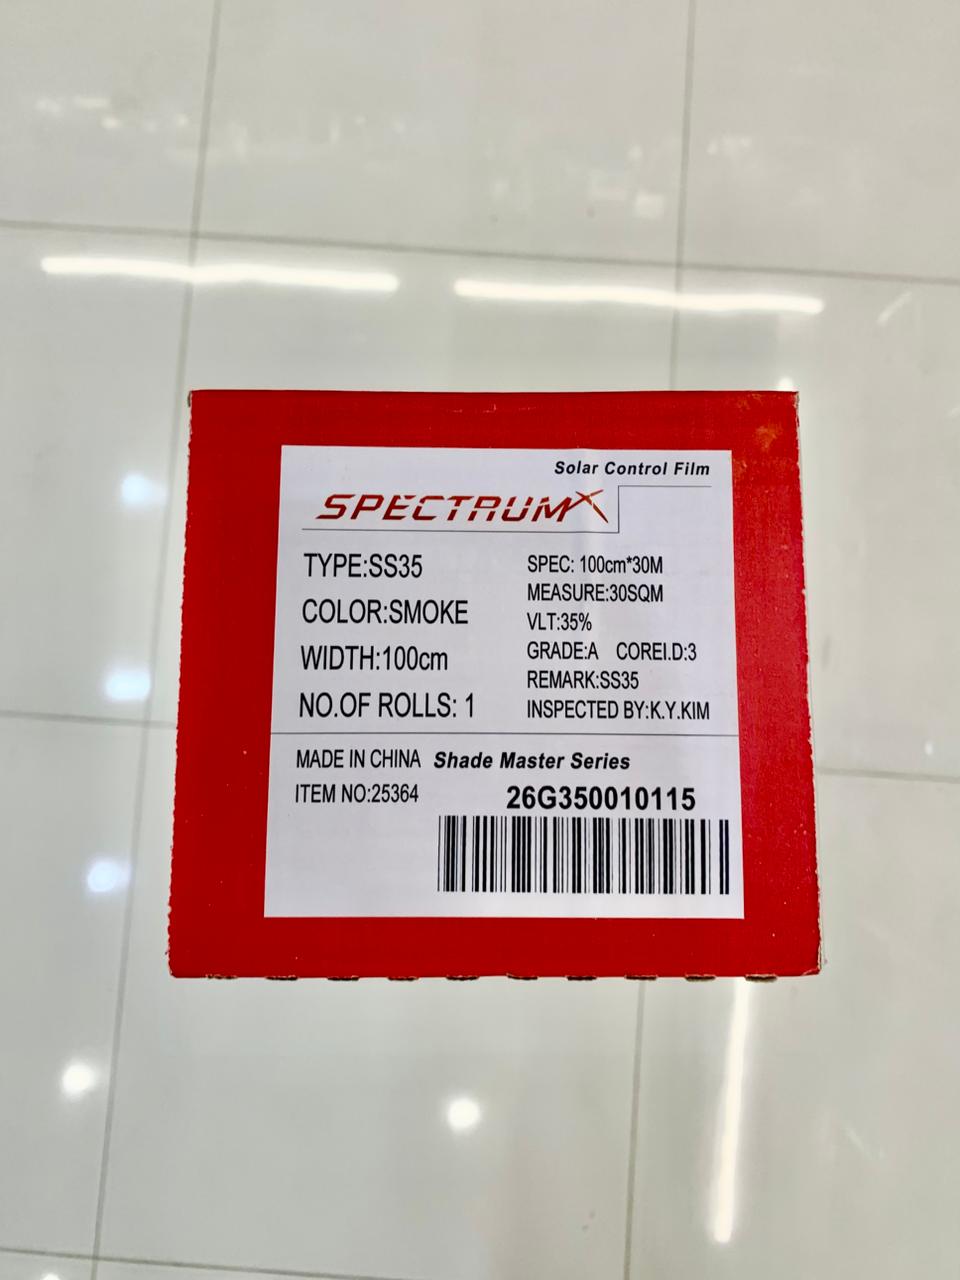 Solar Control Film
SPECTRUMX
TYPE:SS35
COLOR:SMOKE
WIDTH:100cm
NO.OF ROLLS: 1
SPEC: 100cm*30M
MEASURE:30SQM
VLT:35%
GRADE:A COREI.D:3
REMARK:SS35
INSPECTED BY:K.Y.KIM
MADE IN CHINA Shade Master Series
ITEM NO:25364
26G350010115